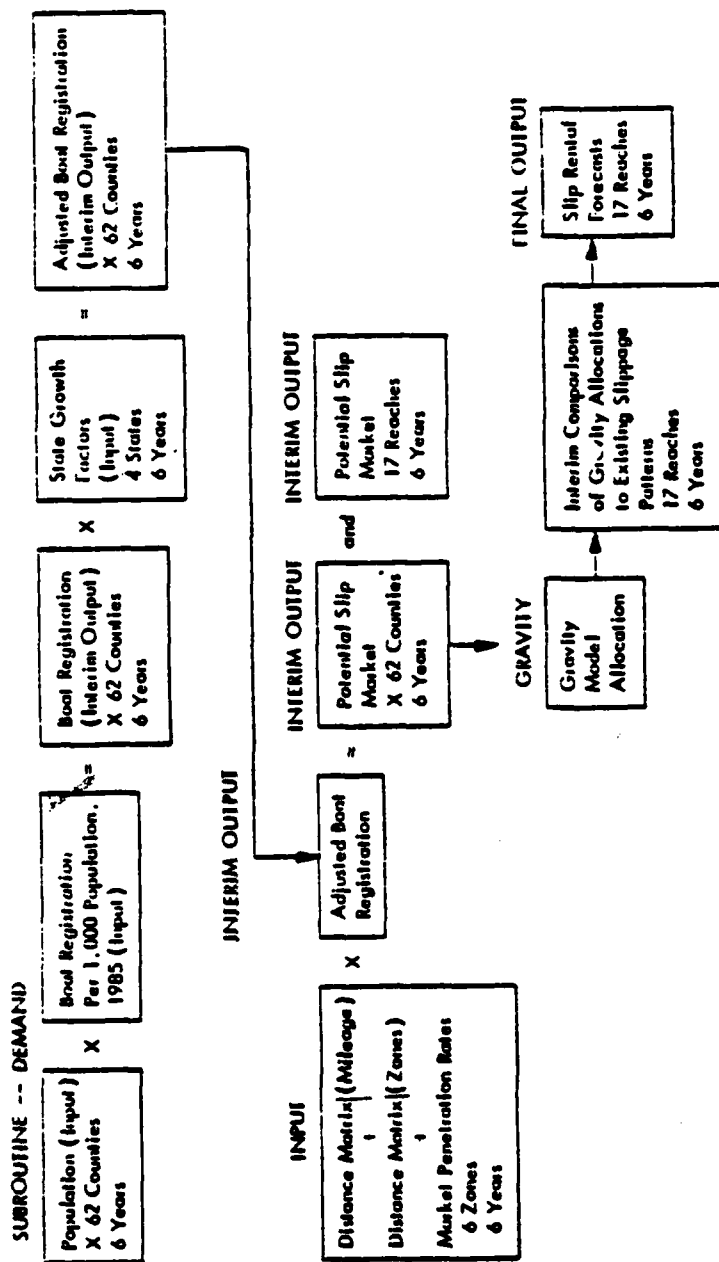 SUBROUTINE -- DEMAND
Population (Input)
X 62 Counties
6 Years
X
Boat Registration
Per 1,000 Population,
1985 (Input)
=
Boat Registration
(Interim Output)
X 62 Counties
6 Years
X
State Growth
Factors
(Input)
4 States
6 Years
=
Adjusted Boat Registration
(Interim Output)
X 62 Counties
6 Years
INTERIM OUTPUT
INPUT
Distance Matrix (Mileage)
+
Distance Matrix (Zones)
+
Market Penetration Rates
6 Zones
6 Years
X
Adjusted Boat
Registration
=
INTERIM OUTPUT
Potential Slip
Market
X 62 Counties
6 Years
and
INTERIM OUTPUT
Potential Slip
Market
17 Reaches
6 Years
GRAVITY
Gravity
Model
Allocation
Interim Comparisons
of Gravity Allocations
to Existing Slippage
Patterns
17 Reaches
6 Years
FINAL OUTPUT
Slip Rental
Forecasts
17 Reaches
6 Years